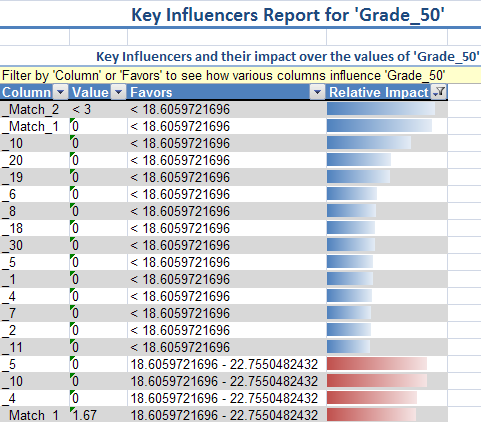 Key Influencers Report for 'Grade_50'
Key Influencers and their impact over the values of 'Grade_50'
Filter by 'Column' or 'Favors' to see how various columns influence 'Grade_50'
Column Value Favors Relative Impact
_Match_2 < 3 < 18.6059721696
_Match_1 0 < 18.6059721696
_10 0 < 18.6059721696
_20 0 < 18.6059721696
_19 0 < 18.6059721696
_6 0 < 18.6059721696
_8 0 < 18.6059721696
_18 0 < 18.6059721696
_30 0 < 18.6059721696
_5 0 < 18.6059721696
_1 0 < 18.6059721696
_4 0 < 18.6059721696
_7 0 < 18.6059721696
_2 0 < 18.6059721696
_11 0 < 18.6059721696
_5 0 18.6059721696 - 22.7550482432
_10 0 18.6059721696 - 22.7550482432
_4 0 18.6059721696 - 22.7550482432
_Match_1 1.67 18.6059721696 - 22.7550482432